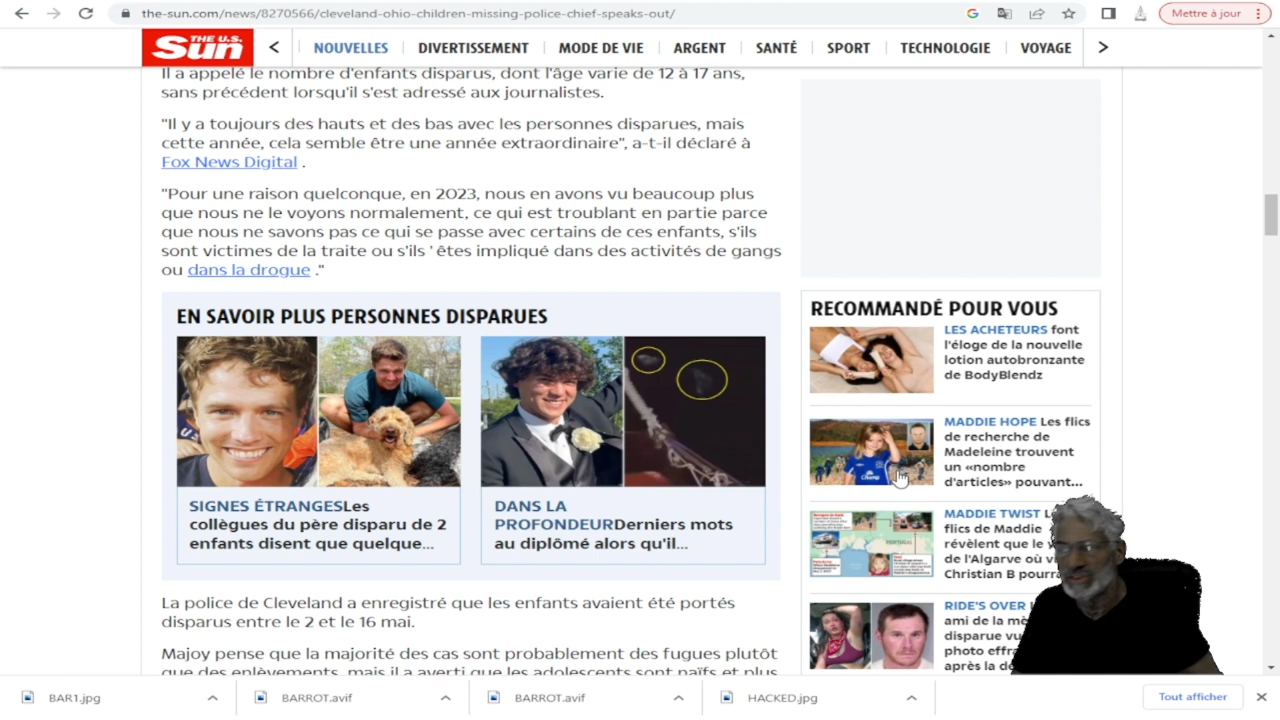 the-sun.com/news/8270566/cleveland-ohio-children-missing-police-chief-speaks-out/
Mettre à jour
THE U.S.
Sun
NOUVELLES
DIVERTISSEMENT
MODE DE VIE
ARGENT
SANTÉ
SPORT
TECHNOLOGIE
VOYAGE
Il a appelé le nombre d'enfants disparus, dont l'âge varie de 12 à 17 ans,
sans précédent lorsqu'il s'est adressé aux journalistes.
"Il y a toujours des hauts et des bas avec les personnes disparues, mais
cette année, cela semble être une année extraordinaire", a-t-il déclaré à
Fox News Digital .
"Pour une raison quelconque, en 2023, nous en avons vu beaucoup plus
que nous ne le voyons normalement, ce qui est troublant en partie parce
que nous ne savons pas ce qui se passe avec certains de ces enfants, s'ils
sont victimes de la traite ou s'ils ' êtes impliqué dans des activités de gangs
ou dans la drogue ."
EN SAVOIR PLUS PERSONNES DISPARUES
SIGNES ÉTRANGESLes
collègues du père disparu de 2
enfants disent que quelque...
DANS LA
PROFONDEURDerniers mots
au diplômé alors qu'il...
La police de Cleveland a enregistré que les enfants avaient été portés
disparus entre le 2 et le 16 mai.
Majoy pense que la majorité des cas sont probablement des fugues plutôt
que des enlèvements, mais il a averti que les adolescents sont naïfs et plus
RECOMMANDÉ POUR VOUS
LES ACHETEURS font
l'éloge de la nouvelle
lotion autobronzante
de BodyBlendz
MADDIE HOPE Les flics
de recherche de
Madeleine trouvent
un «nombre
d'articles» pouvant...
MADDIE TWIST
flics de Maddie
révèlent que le
de l'Algarve où
Christian B
RIDE'S OVER
ami de la
disparue
photo
après la
BAR1.jpg
BARROT.avif
BARROT.avif
HACKED.jpg
Tout afficher